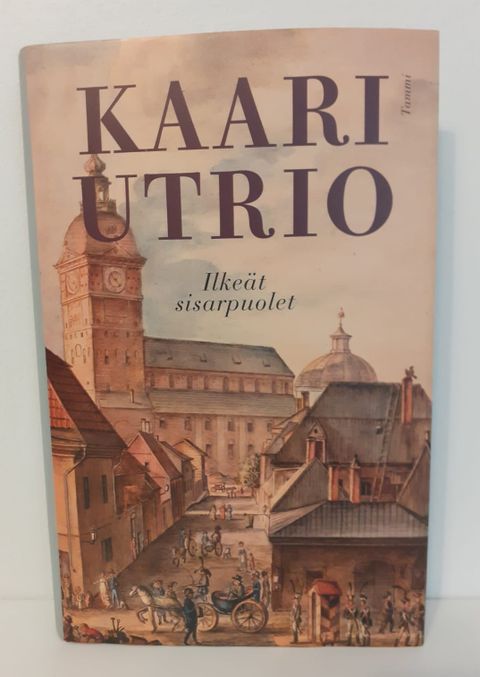 KAARI
UTRIO
Tammi
Ilkeät
sisarpuolet